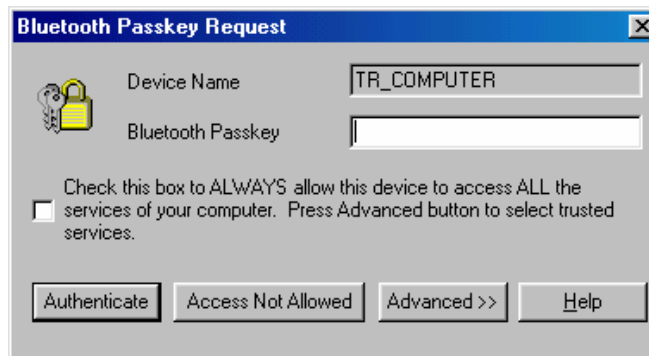 Bluetooth Passkey Request
Device Name TR_COMPUTER
Bluetooth Passkey
Check this box to ALWAYS allow this device to access ALL the
services of your computer. Press Advanced button to select trusted
services.
Authenticate Access Not Allowed Advanced >> Help